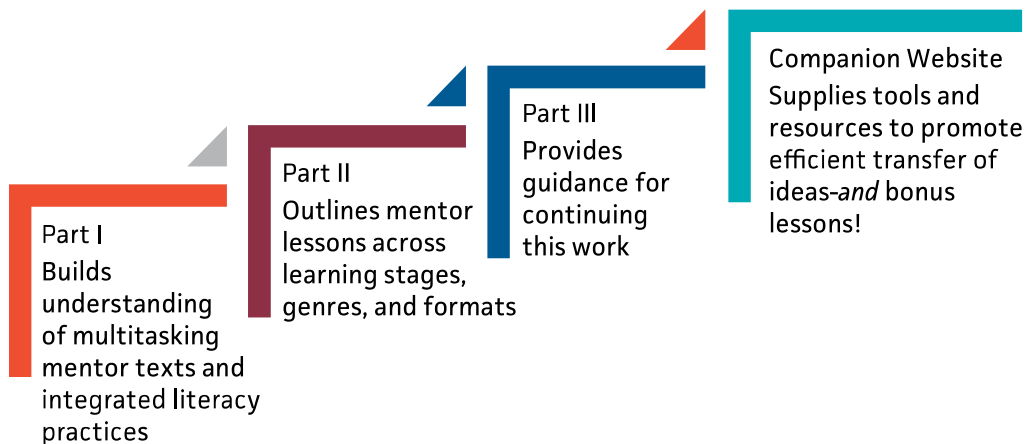 Part I
Builds
understanding
of multitasking
mentor texts and
integrated literacy
practices
Part II
Outlines mentor
lessons across
learning stages,
genres, and formats
Part III
Provides
guidance for
continuing
this work
Companion Website
Supplies tools and
resources to promote
efficient transfer of
ideas-and bonus
lessons!